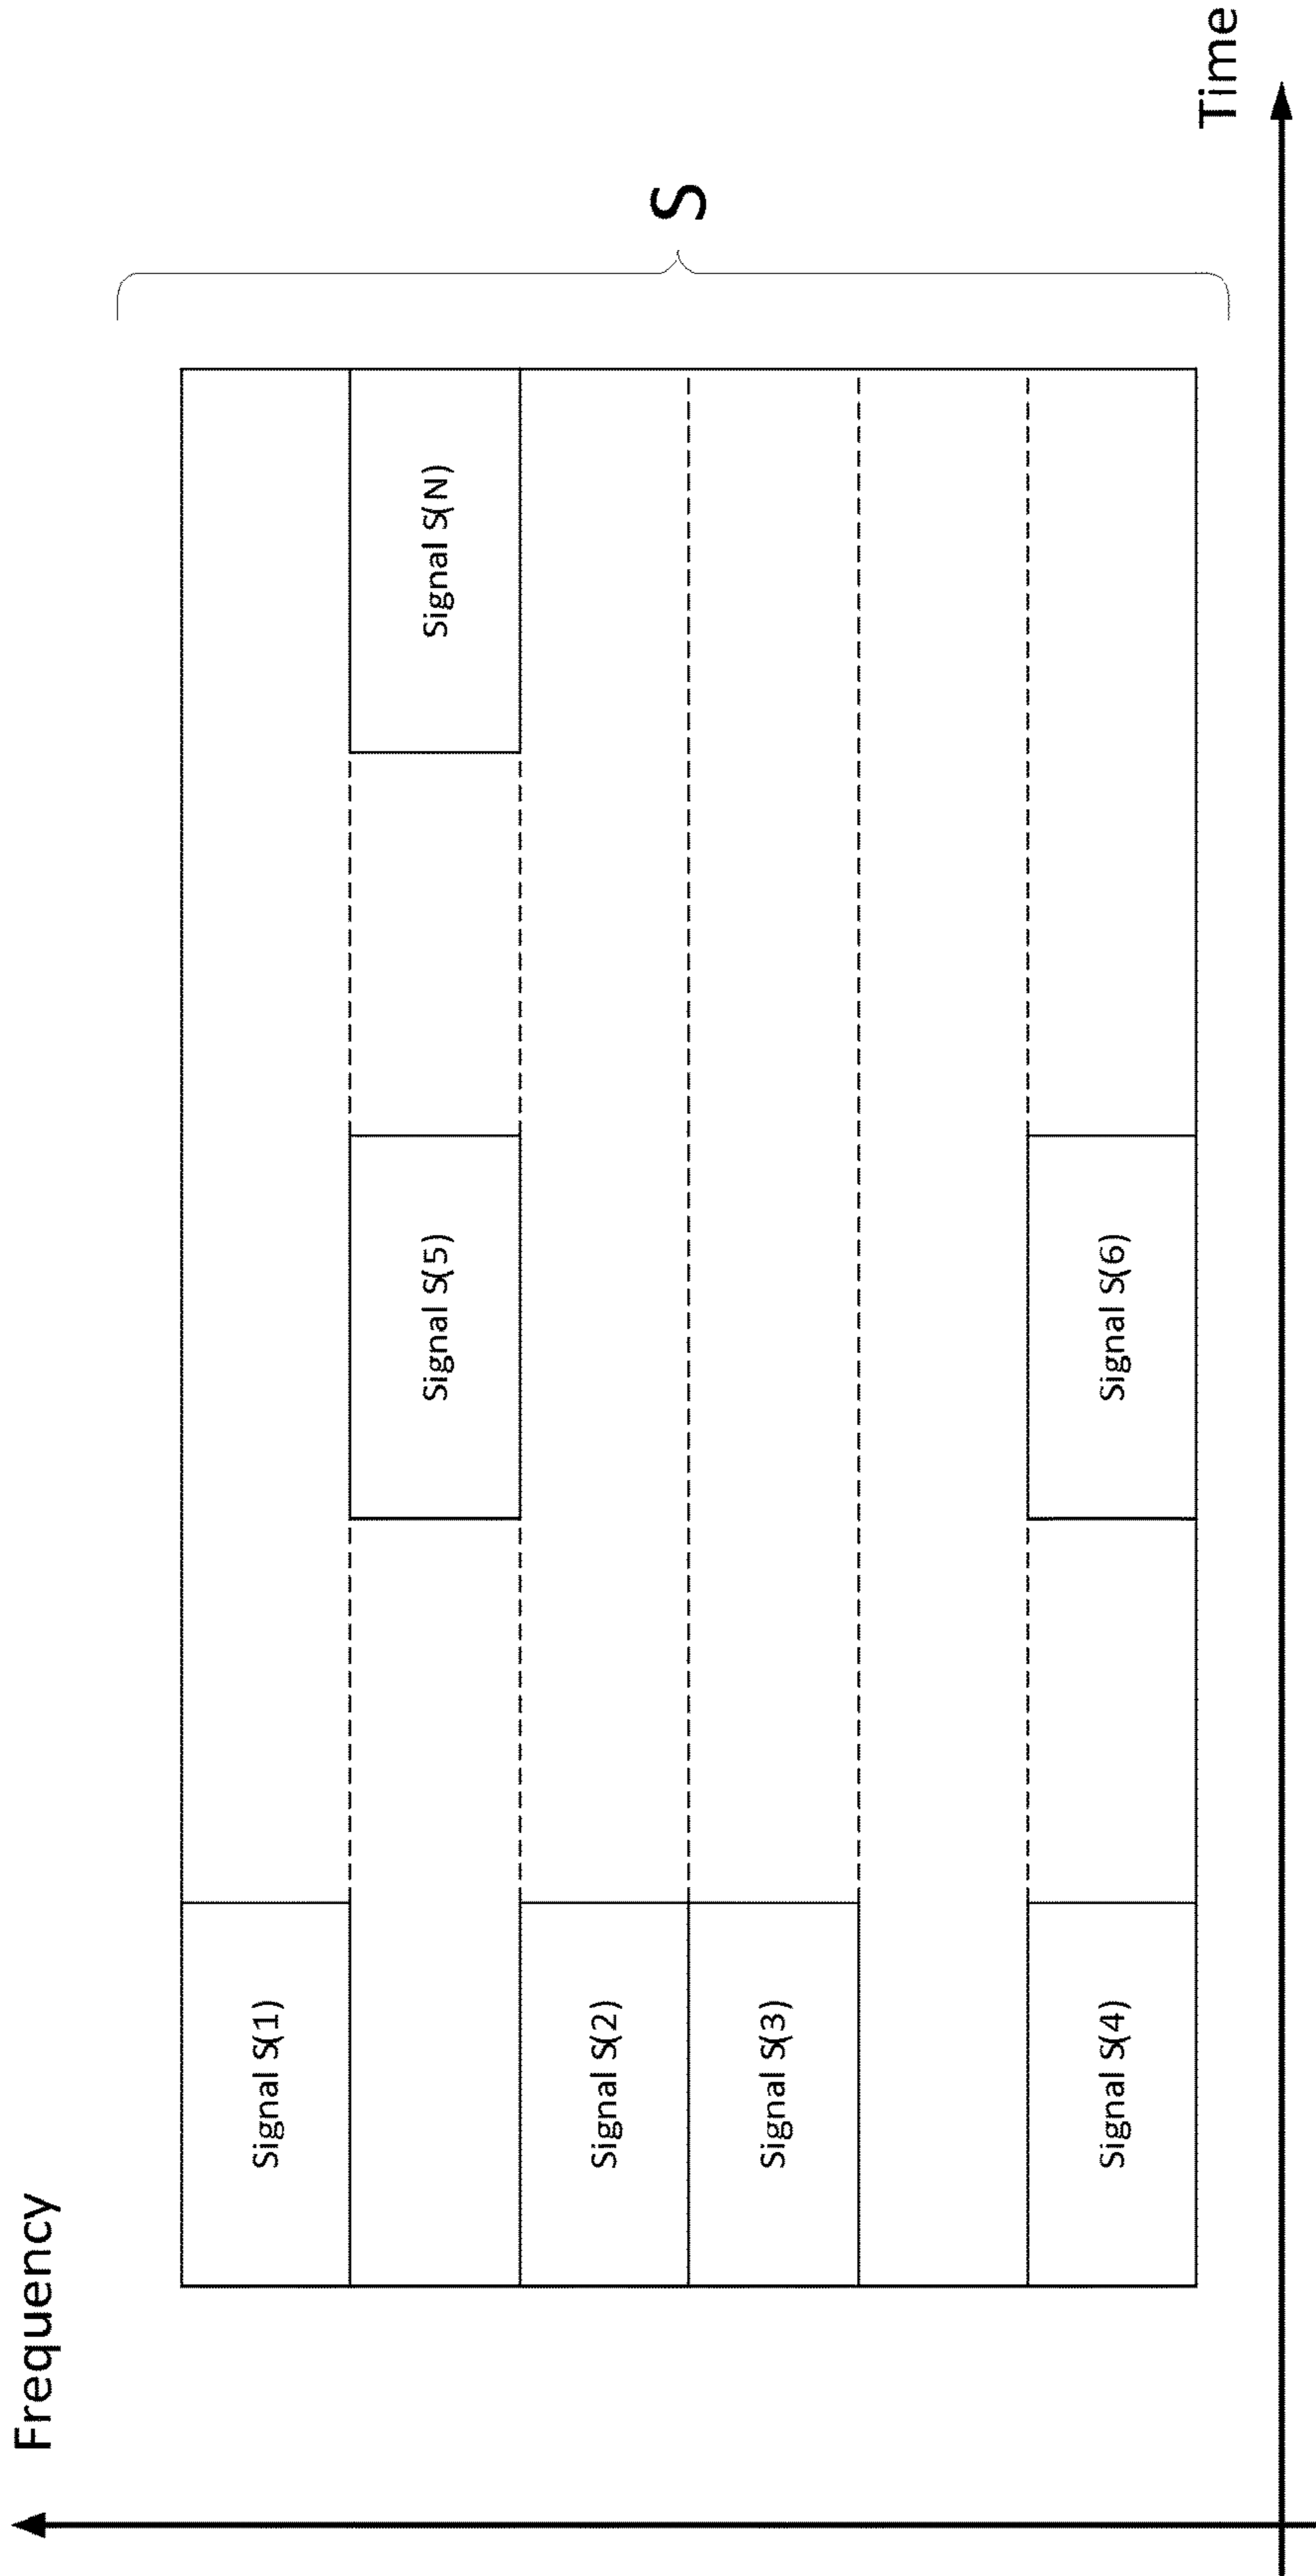 Frequency
Signal S(1)
Signal S(5)
Signal S(N)
Signal S(2)
Signal S(3)
Signal S(4)
Signal S(6)
S
Time